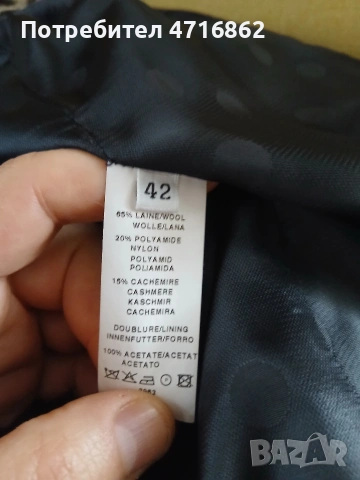 Потребител 4716862
42
65% LAINE/WOOL
WOLLE/LANA
20% POLYAMIDE
NYLON
POLYAMID
POLIAMIDA
15% CACHEMIRE
CASHMERE
KASCHMIR
CACHEMIRA
DOUBLURE/LINING
INNENFUTTER/FORRO
100% ACETATE/ACETAT
ACETATO
BAZAR